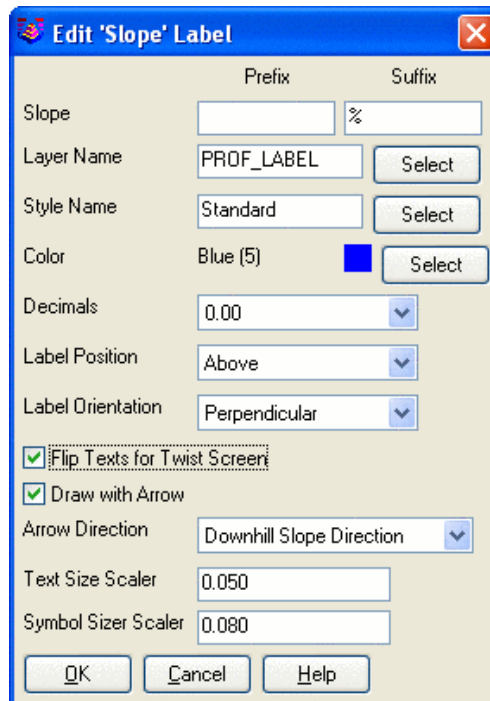 Edit 'Slope' Label
Prefix Suffix
Slope %
Layer Name PROF_LABEL Select
Style Name Standard Select
Color Blue (5) Select
Decimals 0.00
Label Position Above
Label Orientation Perpendicular
Flip Texts for Twist Screen
Draw with Arrow
Arrow Direction Downhill Slope Direction
Text Size Scaler 0.050
Symbol Sizer Scaler 0.080
OK Cancel Help